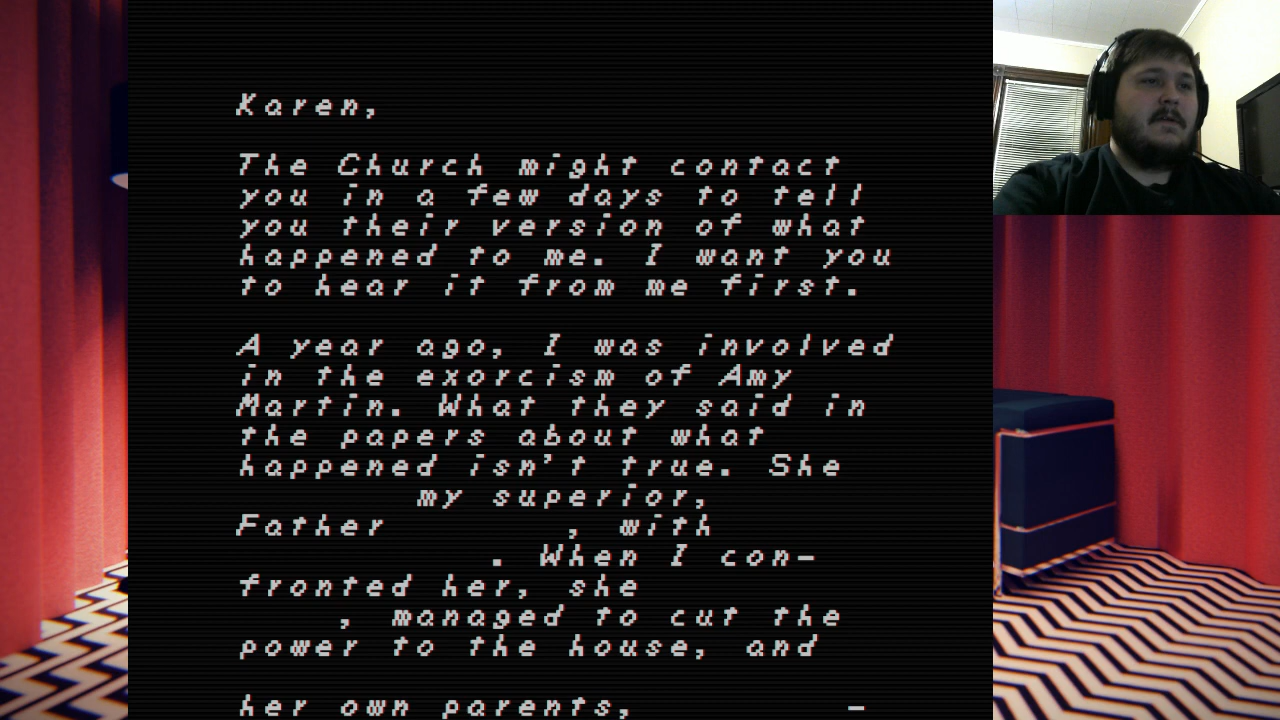 Karen,
The Church might contact
you in a few days to tell
you their version of what
happened to me. I want you
to hear it from me first.
A year ago, I was involved
in the exorcism of Amy
Martin. What they said in
the papers about what
happened isn't true. She
my superior,
Father , with
. When I con-
fronted her, she
, managed to cut the
power to the house, and
her own parents, -